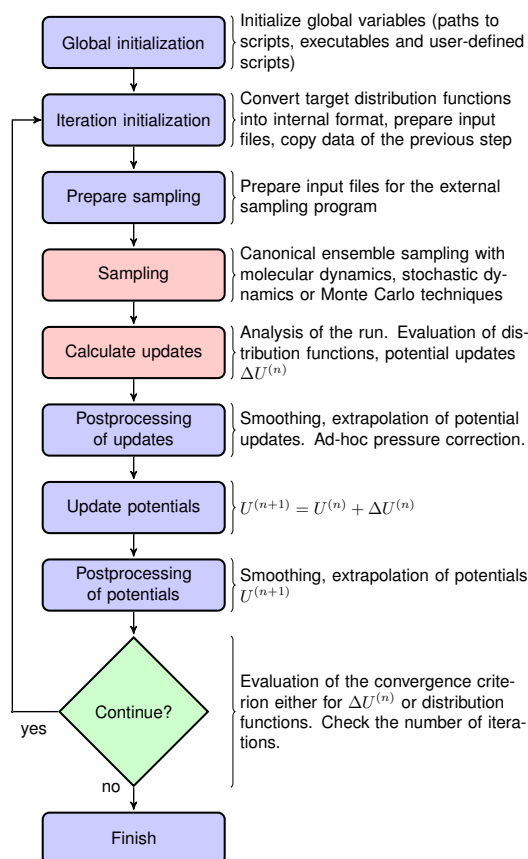 Global initialization
Initialize global variables (paths to
scripts, executables and user-defined
scripts)
Iteration initialization
Convert target distribution functions
into internal format, prepare input
files, copy data of the previous step
Prepare sampling
Prepare input files for the external
sampling program
Sampling
Canonical ensemble sampling with
molecular dynamics, stochastic dy-
namics or Monte Carlo techniques
Calculate updates
Analysis of the run. Evaluation of dis-
tribution functions, potential updates
ΔU^(n)
Postprocessing
of updates
Smoothing, extrapolation of potential
updates. Ad-hoc pressure correction.
Update potentials
U^(n+1) = U^(n) + ΔU^(n)
Postprocessing
of potentials
Smoothing, extrapolation of potentials
U^(n+1)
Continue?
Evaluation of the convergence crite-
rion either for ΔU^(n) or distribution
functions. Check the number of itera-
tions.
yes
no
Finish